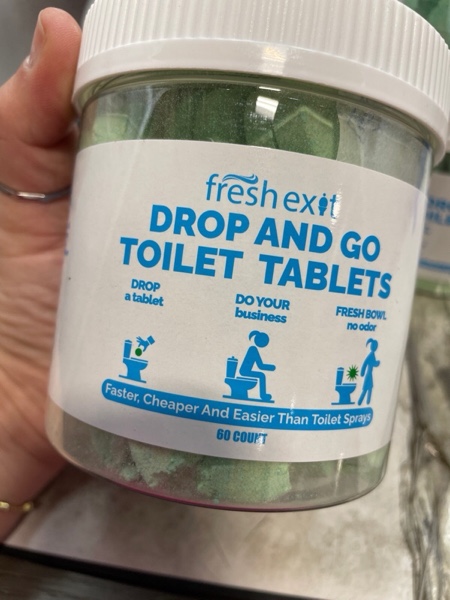 fresh exit
DROP AND GO
TOILET TABLETS
DROP
a tablet
DO YOUR
business
FRESH BOWL
no odor
Faster, Cheaper And Easier Than Toilet Sprays
60 COUNT